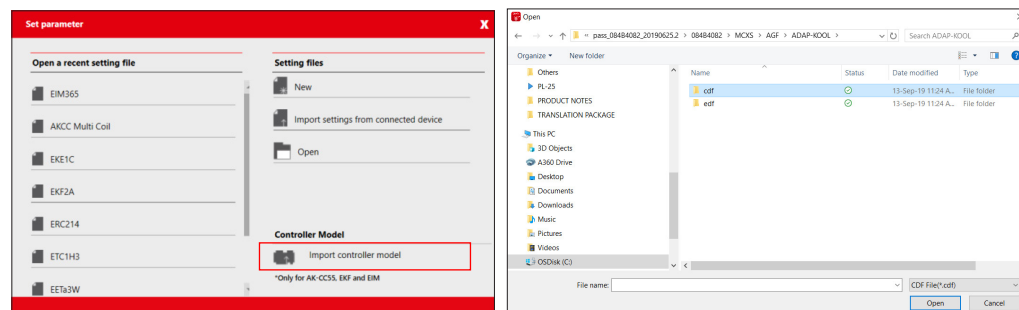 Set parameter
X
Open a recent setting file
EIM365
AKCC Multi Coil
EKE1C
EKF2A
ERC214
ETC1H3
EETa3W
Setting files
New
Import settings from connected device
Open
Controller Model
Import controller model
*Only for AK-CC55, EKF and EIM
Open
« pass_084B4082_20190625.2 > 084B4082 > MCXS > AGF > ADAP-KOOL >
Search ADAP-KOOL
Organize
New folder
Others
PL-25
PRODUCT NOTES
TRANSLATION PACKAGE
This PC
3D Objects
A360 Drive
Desktop
Documents
Downloads
Music
Pictures
Videos
OSDisk (C:)
Name Status Date modified Type
cdf 13-Sep-19 11:24 A... File folder
edf 13-Sep-19 11:24 A... File folder
File name:
CDF File(*.cdf)
Open
Cancel